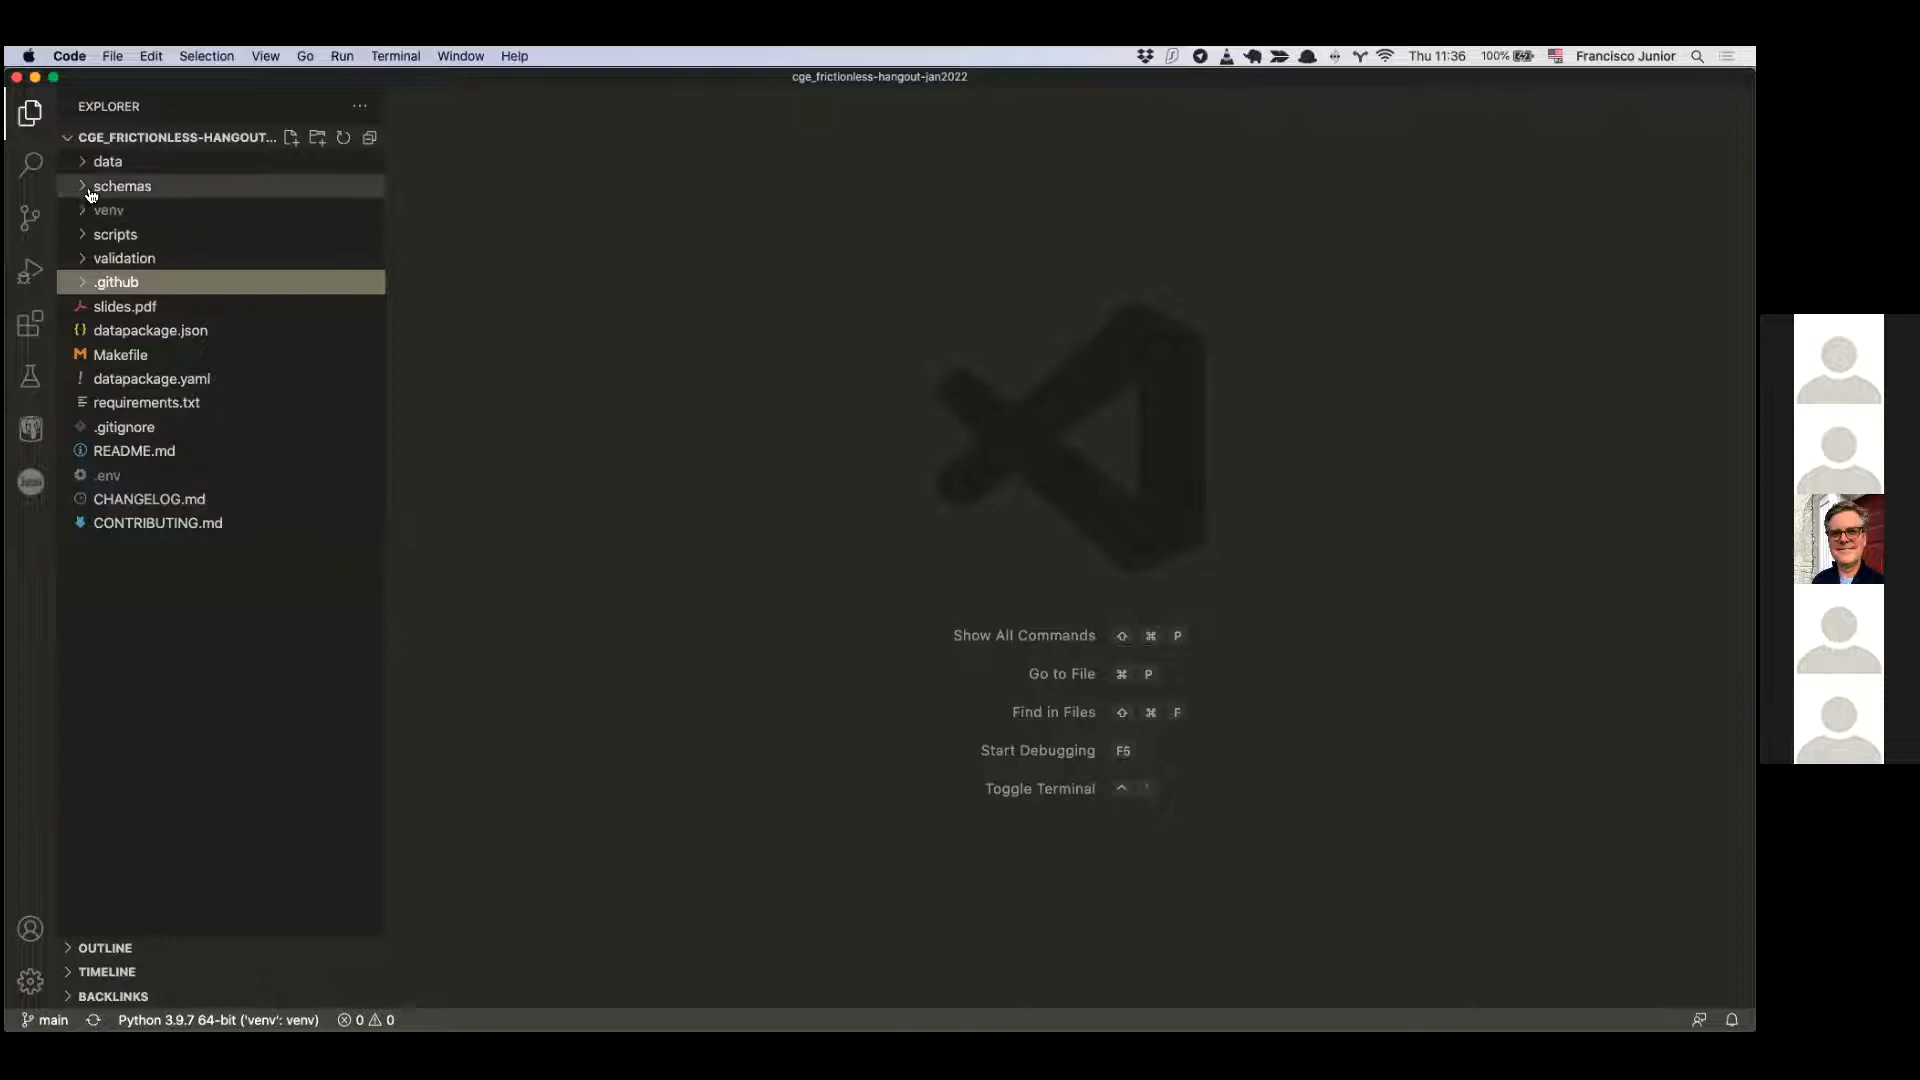 Code File Edit Selection View Go Run Terminal Window Help
Thu 11:36 100% Francisco Junior
cge_frictionless-hangout-jan2022
EXPLORER
CGE_FRICTIONLESS-HANGOUT...
data
schemas
venv
scripts
validation
.github
slides.pdf
datapackage.json
Makefile
datapackage.yaml
requirements.txt
.gitignore
README.md
.env
CHANGELOG.md
CONTRIBUTING.md
Show All Commands ⇧ ⌘ P
Go to File ⌘ P
Find in Files ⇧ ⌘ F
Start Debugging F5
Toggle Terminal ^ `
OUTLINE
TIMELINE
BACKLINKS
main Python 3.9.7 64-bit ('venv': venv) 0 0